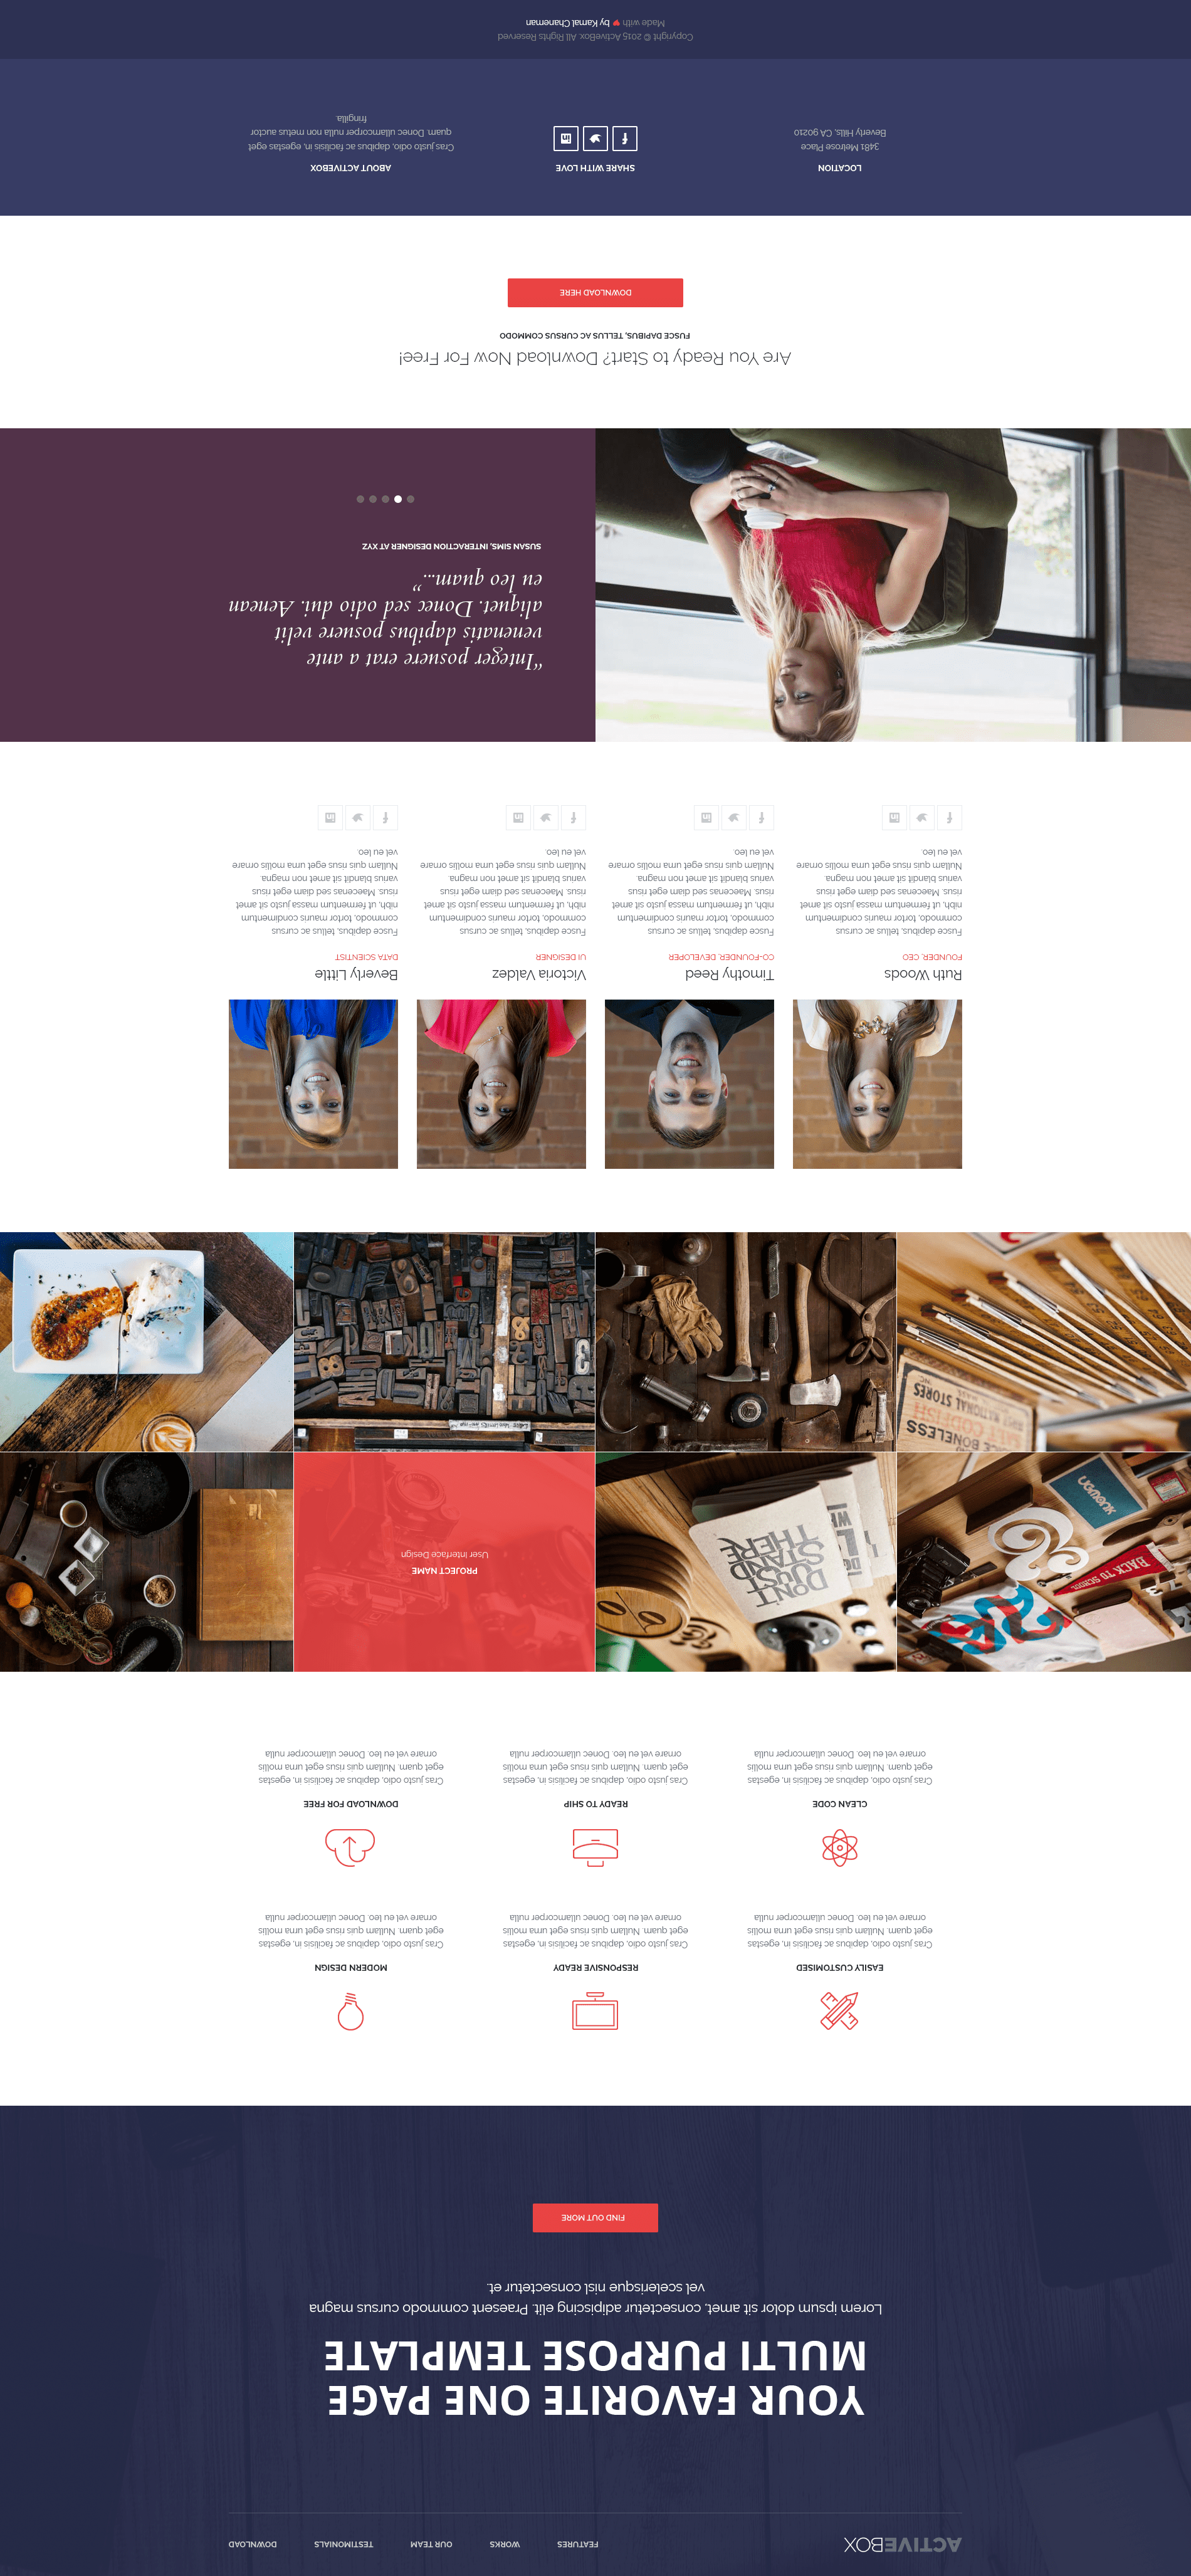 ACTIVEBOX
FEATURES
WORKS
OUR TEAM
TESTIMONIALS
DOWNLOAD
YOUR FAVORITE ONE PAGE
MULTI PURPOSE TEMPLATE
Lorem ipsum dolor sit amet, consectetur adipiscing elit. Praesent commodo cursus magna
vel scelerisque nisl consectetur et.
FIND OUT MORE
EASILY CUSTOMISED
Cras justo odio, dapibus ac facilisis in, egestas
eget quam. Nullam quis risus eget urna mollis
ornare vel eu leo. Donec ullamcorper nulla
RESPONSIVE READY
Cras justo odio, dapibus ac facilisis in, egestas
eget quam. Nullam quis risus eget urna mollis
ornare vel eu leo. Donec ullamcorper nulla
MODERN DESIGN
Cras justo odio, dapibus ac facilisis in, egestas
eget quam. Nullam quis risus eget urna mollis
ornare vel eu leo. Donec ullamcorper nulla
CLEAN CODE
Cras justo odio, dapibus ac facilisis in, egestas
eget quam. Nullam quis risus eget urna mollis
ornare vel eu leo. Donec ullamcorper nulla
READY TO SHIP
Cras justo odio, dapibus ac facilisis in, egestas
eget quam. Nullam quis risus eget urna mollis
ornare vel eu leo. Donec ullamcorper nulla
DOWNLOAD FOR FREE
Cras justo odio, dapibus ac facilisis in, egestas
eget quam. Nullam quis risus eget urna mollis
ornare vel eu leo. Donec ullamcorper nulla
BACK TO SCHOOL
UGMONK
DON'T
JUST
STAND
THERE
PROJECT NAME
User Interface Design
BONELESS
NATIONAL STORES
Ruth Woods
FOUNDER, CEO
Fusce dapibus, tellus ac cursus
commodo, tortor mauris condimentum
nibh, ut fermentum massa justo sit amet
risus. Maecenas sed diam eget risus
varius blandit sit amet non magna.
Nullam quis risus eget urna mollis ornare
vel eu leo.
Timothy Reed
CO-FOUNDER, DEVELOPER
Fusce dapibus, tellus ac cursus
commodo, tortor mauris condimentum
nibh, ut fermentum massa justo sit amet
risus. Maecenas sed diam eget risus
varius blandit sit amet non magna.
Nullam quis risus eget urna mollis ornare
vel eu leo.
Victoria Valdez
UI DESIGNER
Fusce dapibus, tellus ac cursus
commodo, tortor mauris condimentum
nibh, ut fermentum massa justo sit amet
risus. Maecenas sed diam eget risus
varius blandit sit amet non magna.
Nullam quis risus eget urna mollis ornare
vel eu leo.
Beverly Little
DATA SCIENTIST
Fusce dapibus, tellus ac cursus
commodo, tortor mauris condimentum
nibh, ut fermentum massa justo sit amet
risus. Maecenas sed diam eget risus
varius blandit sit amet non magna.
Nullam quis risus eget urna mollis ornare
vel eu leo.
“Integer posuere erat a ante
venenatis dapibus posuere velit
aliquet. Donec sed odio dui. Aenean
eu leo quam...”
SUSAN SIMS, INTERACTION DESIGNER AT XYZ
Are You Ready to Start? Download Now For Free!
FUSCE DAPIBUS, TELLUS AC CURSUS COMMODO
DOWNLOAD HERE
LOCATION
3481 Melrose Place
Beverly Hills, CA 90210
SHARE WITH LOVE
ABOUT ACTIVEBOX
Cras justo odio, dapibus ac facilisis in, egestas eget
quam. Donec ullamcorper nulla non metus auctor
fringilla.
Copyright © 2015 ActiveBox. All Rights Reserved
Made with ♥ by Kamal Chaneman